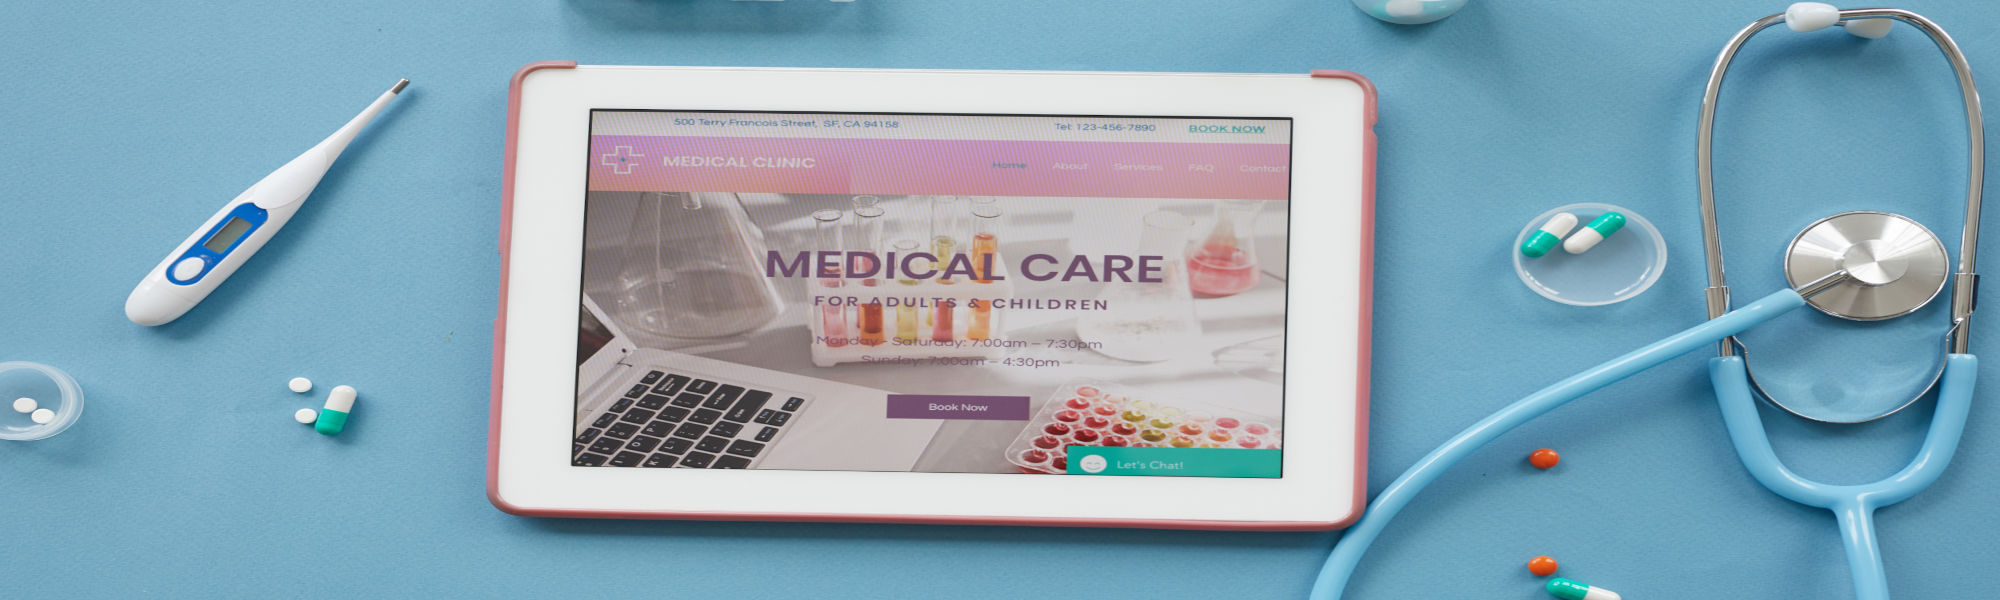 500 Terry Francois Street, SF, CA 94158
Tel: 123-456-7890
BOOK NOW
MEDICAL CLINIC
Home
About
Services
FAQ
Contact
MEDICAL CARE
FOR ADULTS & CHILDREN
Monday - Saturday: 7:00am – 7:30pm
Sunday: 7:00am – 4:30pm
Book Now
Let's Chat!